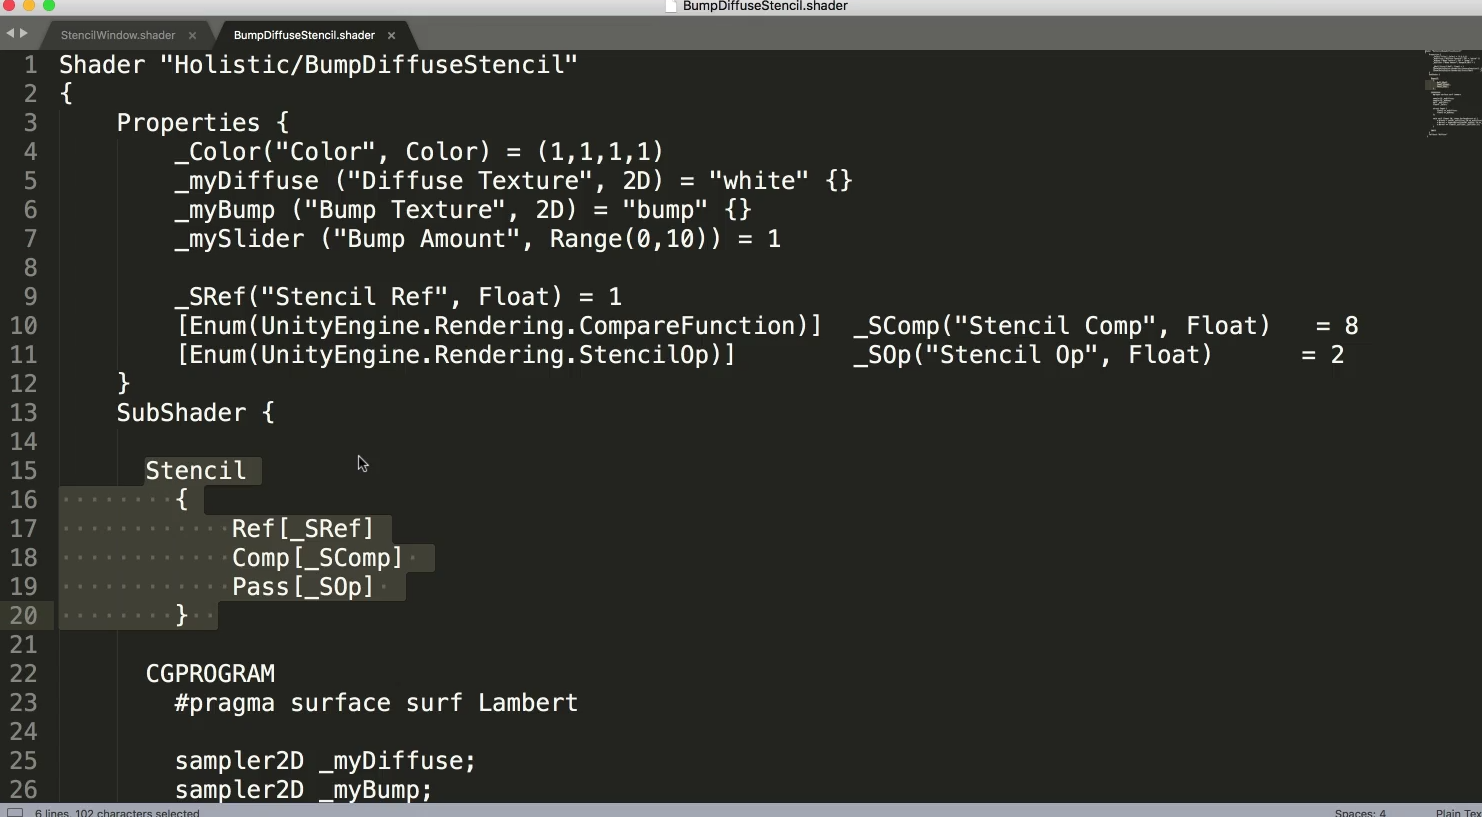 BumpDiffuseStencil.shader
StencilWindow.shader
BumpDiffuseStencil.shader
1 Shader "Holistic/BumpDiffuseStencil"
2 {
3 Properties {
4 _Color("Color", Color) = (1,1,1,1)
5 _myDiffuse ("Diffuse Texture", 2D) = "white" {}
6 _myBump ("Bump Texture", 2D) = "bump" {}
7 _mySlider ("Bump Amount", Range(0,10)) = 1
8
9 _SRef("Stencil Ref", Float) = 1
10 [Enum(UnityEngine.Rendering.CompareFunction)] _SComp("Stencil Comp", Float) = 8
11 [Enum(UnityEngine.Rendering.StencilOp)] _SOp("Stencil Op", Float) = 2
12 }
13 SubShader {
14
15 Stencil
16 {
17 Ref[_SRef]
18 Comp[_SComp]
19 Pass[_SOp]
20 }
21
22 CGPROGRAM
23 #pragma surface surf Lambert
24
25 sampler2D _myDiffuse;
26 sampler2D _myBump;
6 lines, 102 characters selected
Spaces: 4
Plain Tex